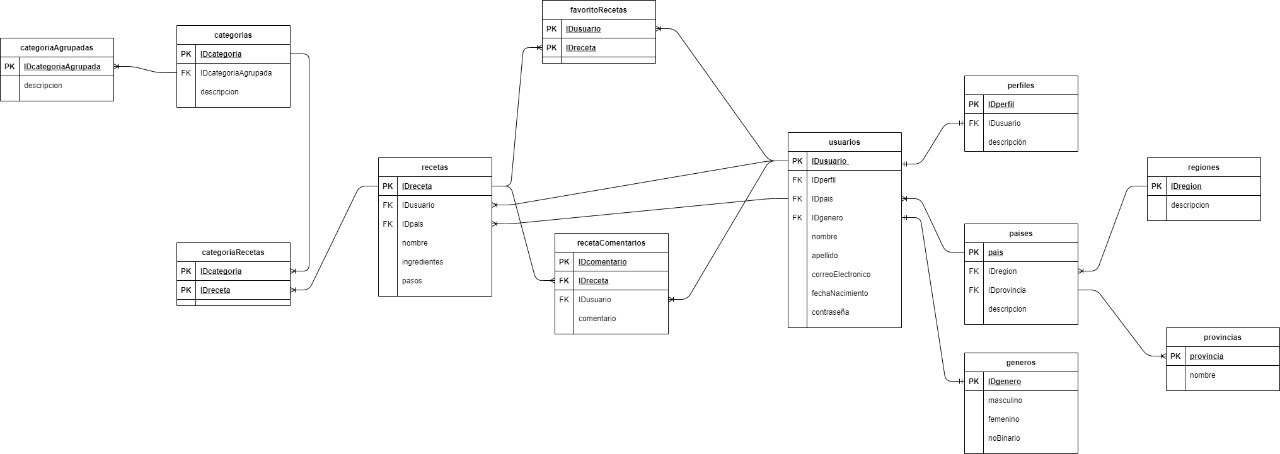 categoriaAgrupadas
PK IDcategoriaAgrupada
descripcion
categorias
PK IDcategoria
FK IDcategoriaAgrupada
descripcion
categoriaRecetas
PK IDcategoria
PK IDreceta
recetas
PK IDreceta
FK IDusuario
FK IDpais
nombre
ingredientes
pasos
favoritoRecetas
PK IDusuario
PK IDreceta
recetaComentarios
PK IDcomentario
PK IDreceta
FK IDusuario
comentario
usuarios
PK IDusuario
FK IDperfil
FK IDpais
FK IDgenero
nombre
apellido
correoElectronico
fechaNacimiento
contraseña
perfiles
PK IDperfil
FK IDusuario
descripción
paises
PK pais
FK IDregion
FK IDprovincia
descripcion
generos
PK IDgenero
masculino
femenino
noBinario
regiones
PK IDregion
descripcion
provincias
PK provincia
nombre